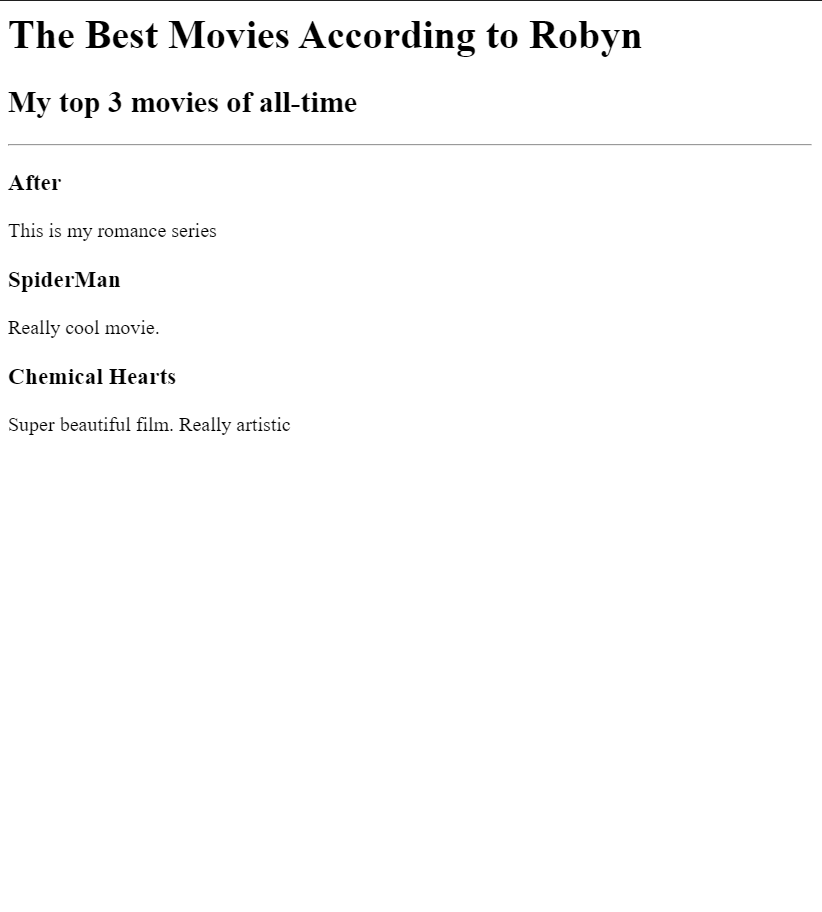 The Best Movies According to Robyn
My top 3 movies of all-time
After
This is my romance series
SpiderMan
Really cool movie.
Chemical Hearts
Super beautiful film. Really artistic